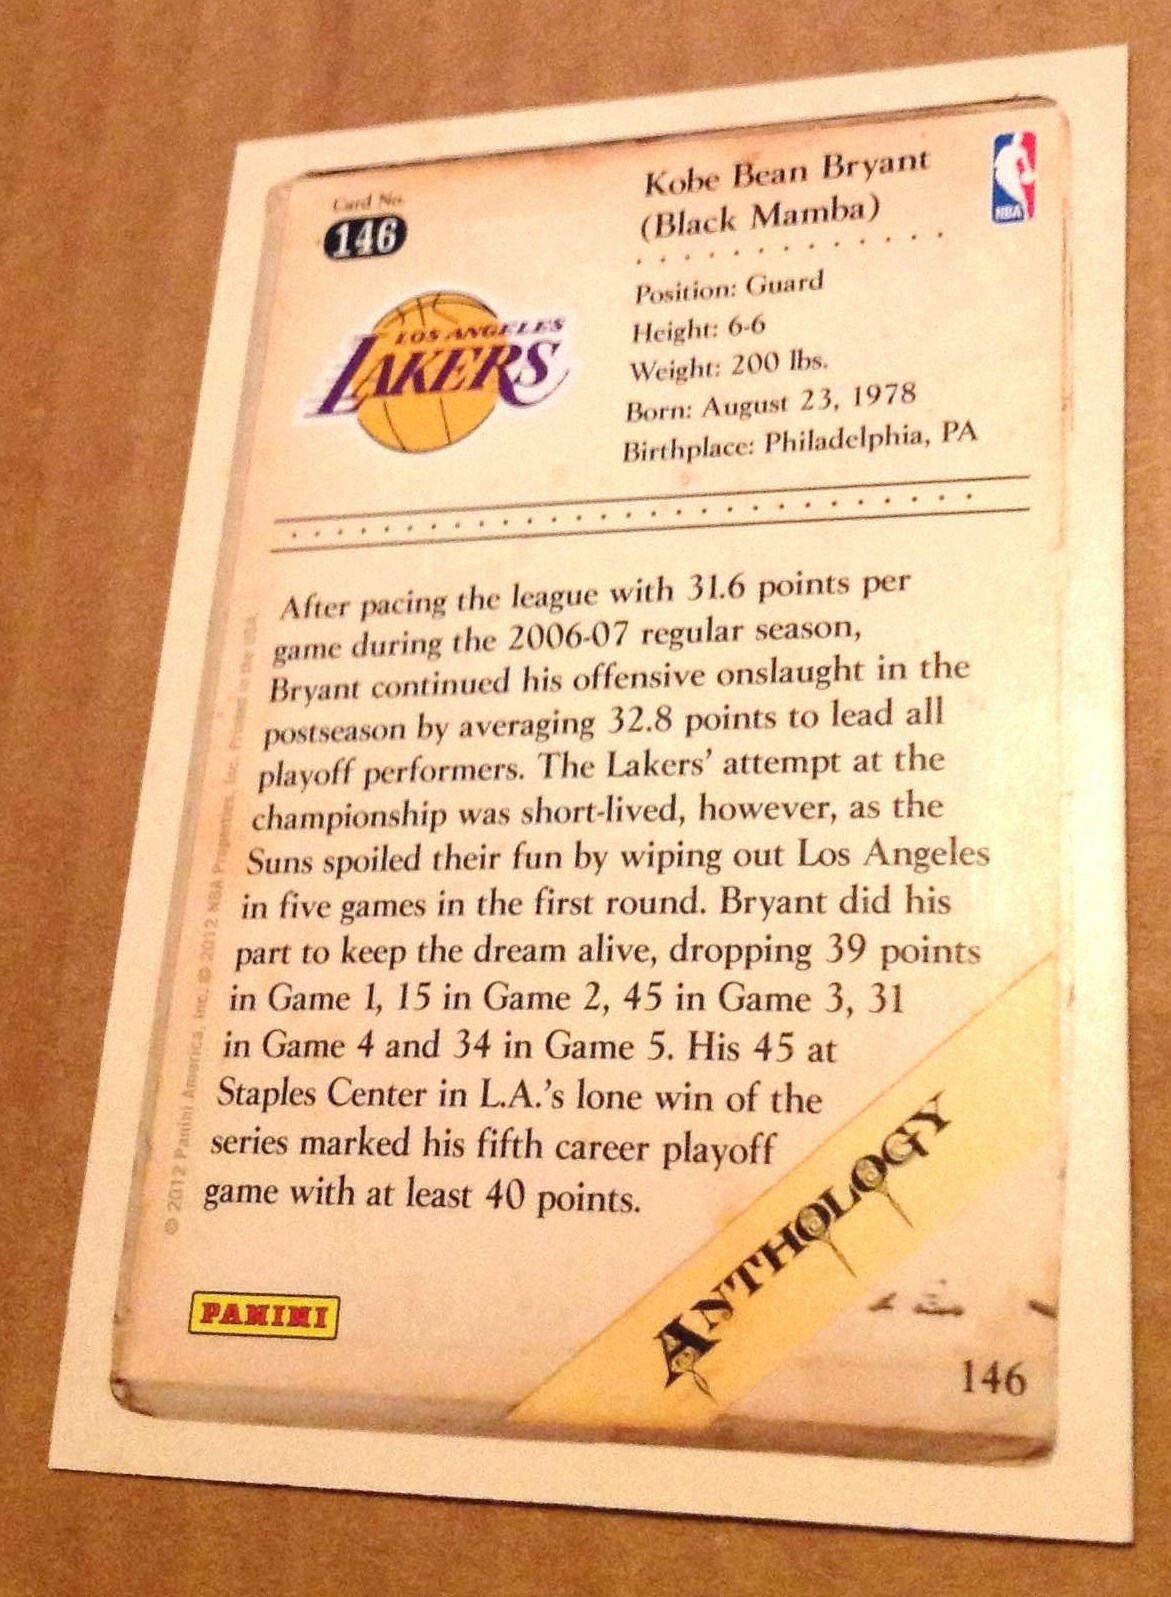 Card No.
146
Kobe Bean Bryant
(Black Mamba)
NBA
LOS ANGELES
LAKERS
Position: Guard
Height: 6-6
Weight: 200 lbs.
Born: August 23, 1978
Birthplace: Philadelphia, PA
After pacing the league with 31.6 points per
game during the 2006-07 regular season,
Bryant continued his offensive onslaught in the
postseason by averaging 32.8 points to lead all
playoff performers. The Lakers' attempt at the
championship was short-lived, however, as the
Suns spoiled their fun by wiping out Los Angeles
in five games in the first round. Bryant did his
part to keep the dream alive, dropping 39 points
in Game 1, 15 in Game 2, 45 in Game 3, 31
in Game 4 and 34 in Game 5. His 45 at
Staples Center in L.A.'s lone win of the
series marked his fifth career playoff
game with at least 40 points.
© 2012 Panini America, Inc. © 2012 NBA Properties, Inc. Printed in the USA.
PANINI
ANTHOLOGY
146